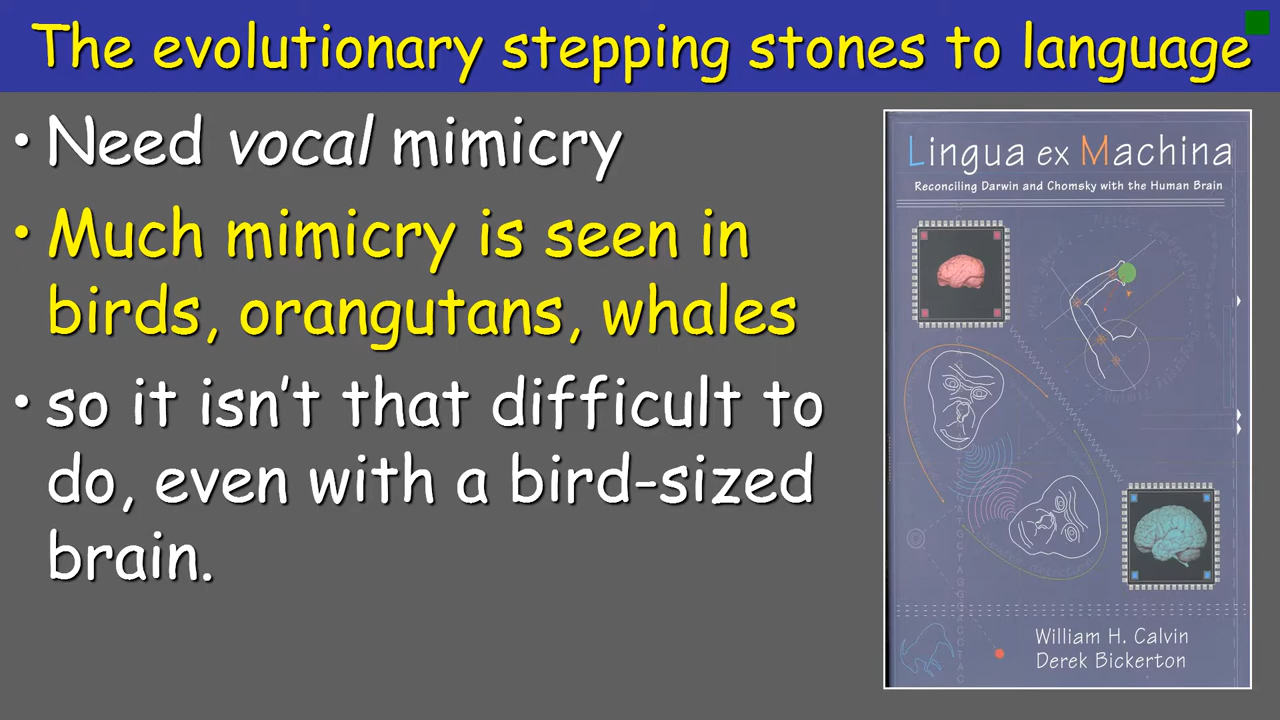 The evolutionary stepping stones to language
• Need vocal mimicry
• Much mimicry is seen in
birds, orangutans, whales
• so it isn't that difficult to
do, even with a bird-sized
brain.
Lingua ex Machina
Reconciling Darwin and Chomsky with the Human Brain
William H. Calvin
Derek Bickerton